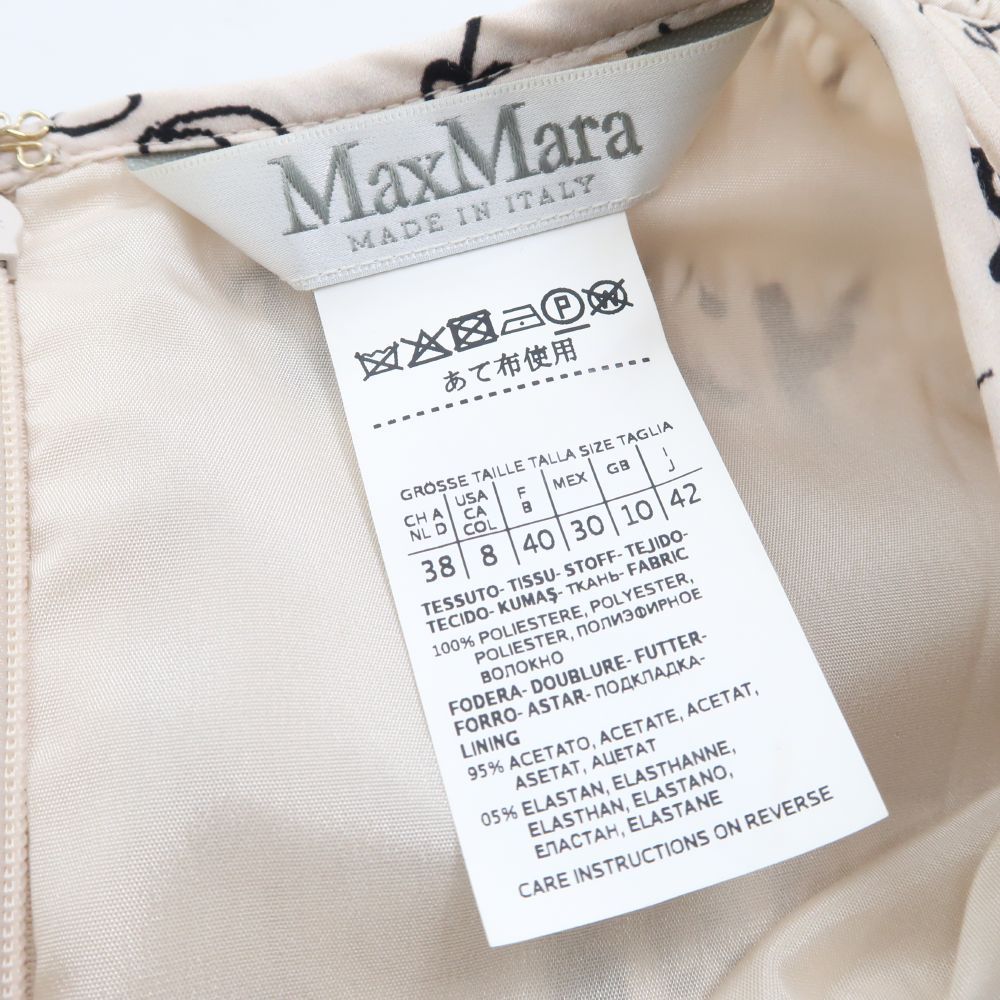 MaxMara
MADE IN ITALY
P W
あて布使用
GRÖSSE TAILLE TALLA SIZE TAGLIA
CH A NL D USA CA COL F B MEX GB I J
38 8 40 30 10 42
TESSUTO- TISSU- STOFF- TEJIDO-
TECIDO- KUMAŞ- ТКАНЬ- FABRIC
100% POLIESTERE, POLYESTER,
POLIESTER, ПОЛИЭФИРНОЕ
ВОЛОКНО
FODERA- DOUBLURE- FUTTER-
FORRO- ASTAR- ПОДКЛАДКА-
LINING
95% ACETATO, ACETATE, ACETAT,
ASETAT, АЦЕТАТ
05% ELASTAN, ELASTHANNE,
ELASTHAN, ELASTANO,
ЕЛАСТАН, ELASTANE
CARE INSTRUCTIONS ON REVERSE